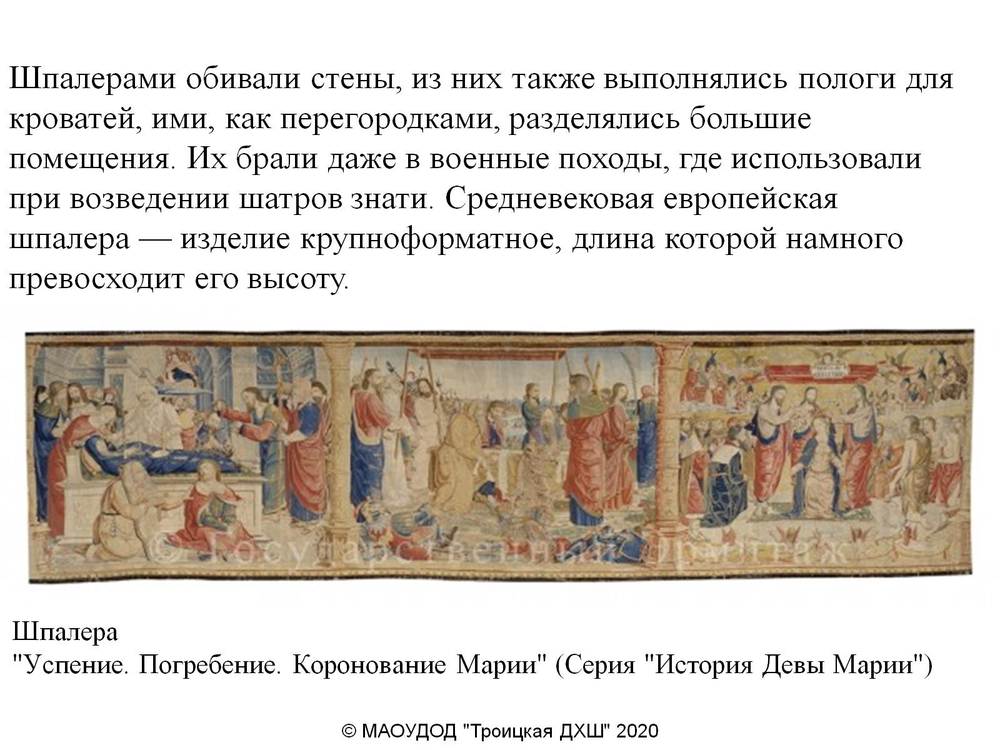 Шпалерами обивали стены, из них также выполнялись пологи для
кроватей, ими, как перегородками, разделялись большие
помещения. Их брали даже в военные походы, где использовали
при возведении шатров знати. Средневековая европейская
шпалера — изделие крупноформатное, длина которой намного
превосходит его высоту.
© Государственный Эрмитаж
Шпалера
"Успение. Погребение. Коронование Марии" (Серия "История Девы Марии")
© МАОУДОД "Троицкая ДХШ" 2020